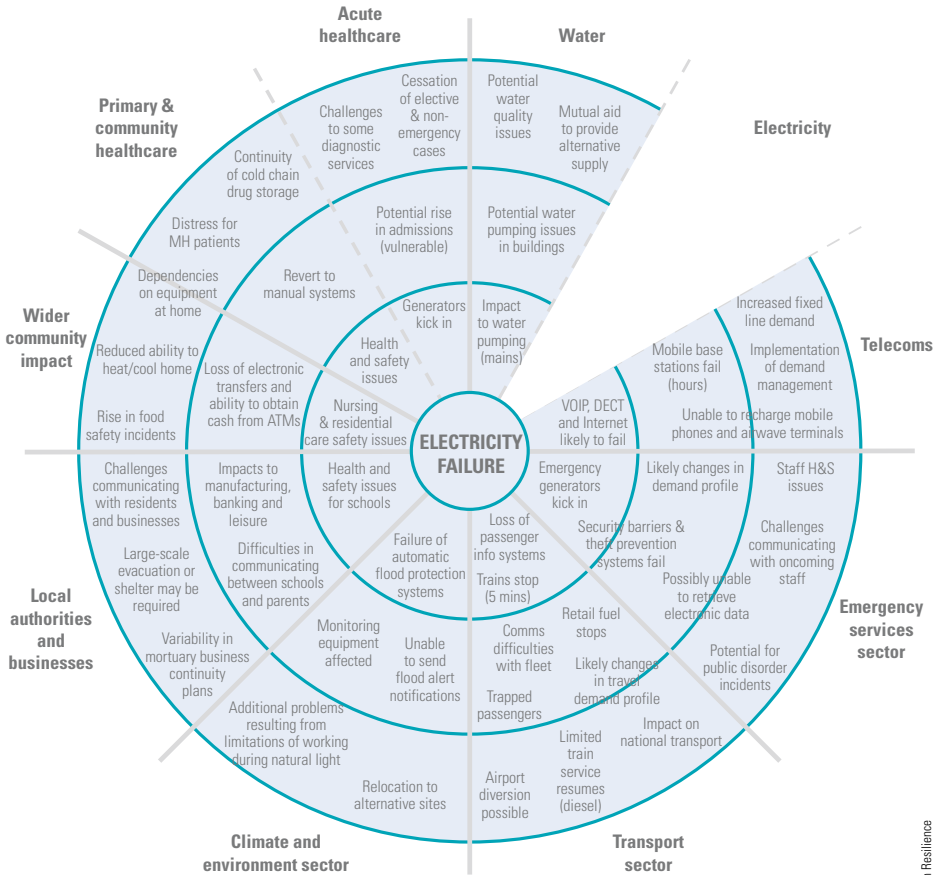 Acute
healthcare
Water
Electricity
Telecoms
Emergency
services
sector
Transport
sector
Climate and
environment sector
Local
authorities
and
businesses
Wider
community
impact
Primary &
community
healthcare
ELECTRICITY
FAILURE
Cessation
of elective
& non-
emergency
cases
Challenges
to some
diagnostic
services
Potential rise
in admissions
(vulnerable)
Generators
kick in
Potential
water
quality
issues
Mutual aid
to provide
alternative
supply
Potential water
pumping issues
in buildings
Impact
to water
pumping
(mains)
Increased fixed
line demand
Implementation
of demand
management
Mobile base
stations fail
(hours)
Unable to recharge mobile
phones and airwave terminals
VOIP, DECT
and Internet
likely to fail
Emergency
generators
kick in
Likely changes in
demand profile
Staff H&S
issues
Security barriers &
theft prevention
systems fail
Challenges
communicating
with oncoming
staff
Possibly unable
to retrieve
electronic data
Potential for
public disorder
incidents
Loss of
passenger
info systems
Trains stop
(5 mins)
Retail fuel
stops
Comms
difficulties
with fleet
Likely changes
in travel
demand profile
Trapped
passengers
Impact on
national transport
Limited
train
service
resumes
(diesel)
Airport
diversion
possible
Failure of
automatic
flood protection
systems
Monitoring
equipment
affected
Unable
to send
flood alert
notifications
Additional problems
resulting from
limitations of working
during natural light
Relocation to
alternative sites
Health and
safety issues
for schools
Impacts to
manufacturing,
banking and
leisure
Challenges
communicating
with residents
and businesses
Difficulties in
communicating
between schools
and parents
Large-scale
evacuation or
shelter may be
required
Variability in
mortuary business
continuity
plans
Nursing
& residential
care safety issues
Loss of electronic
transfers and
ability to obtain
cash from ATMs
Dependencies
on equipment
at home
Reduced ability to
heat/cool home
Rise in food
safety incidents
Health
and safety
issues
Revert to
manual systems
Continuity
of cold chain
drug storage
Distress for
MH patients
Resilience